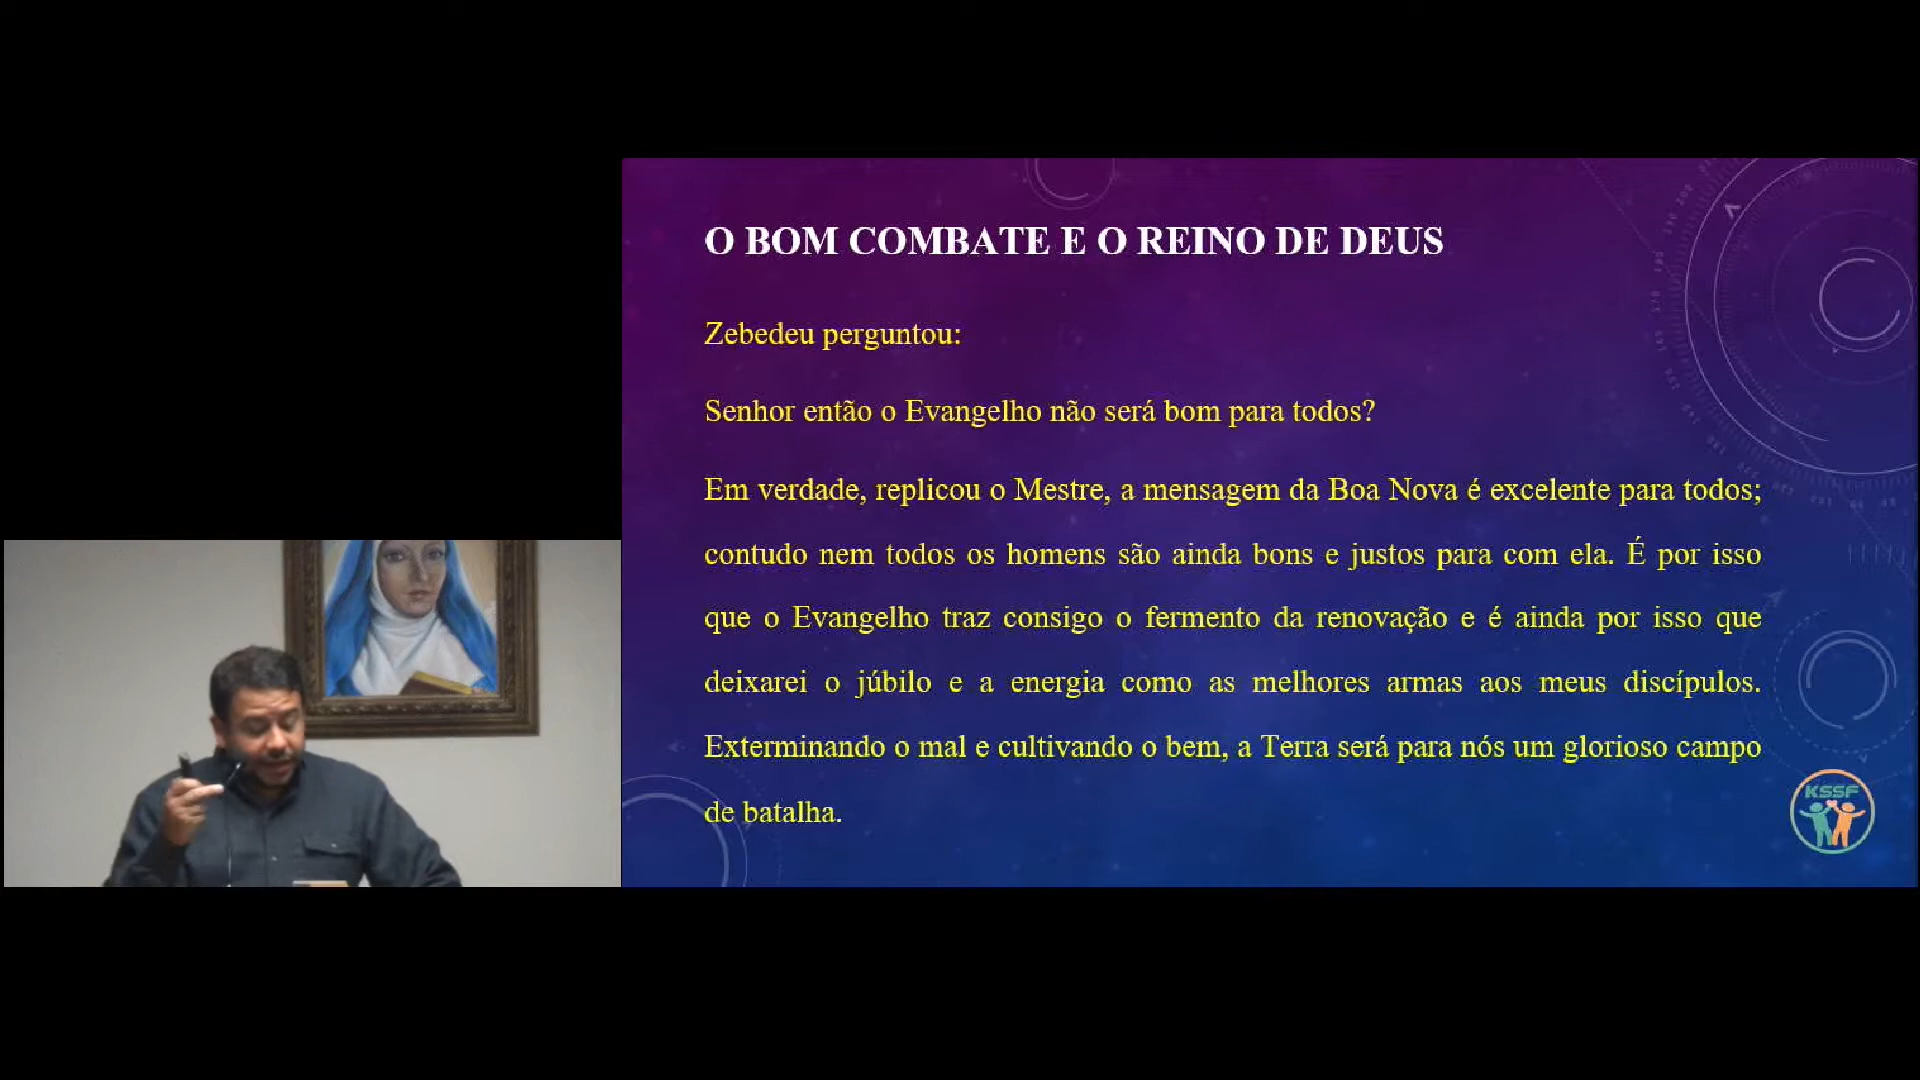 O BOM COMBATE E O REINO DE DEUS
Zebedeu perguntou:
Senhor então o Evangelho não será bom para todos?
Em verdade, replicou o Mestre, a mensagem da Boa Nova é excelente para todos;
contudo nem todos os homens são ainda bons e justos para com ela. É por isso
que o Evangelho traz consigo o fermento da renovação e é ainda por isso que
deixarei o júbilo e a energia como as melhores armas aos meus discípulos.
Exterminando o mal e cultivando o bem, a Terra será para nós um glorioso campo
de batalha.
KSSF